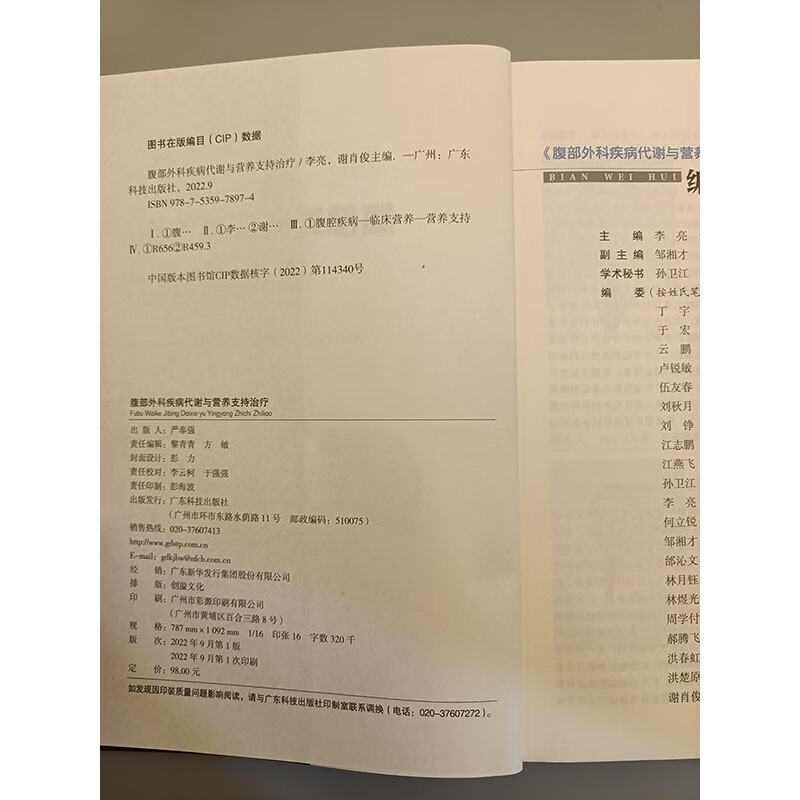 图书在版编目（CIP）数据
腹部外科疾病代谢与营养支持治疗 / 李亮，谢肖俊主编. —广州：广东
科技出版社，2022.9
ISBN 978-7-5359-7897-4
Ⅰ. ①腹… Ⅱ. ①李… ②谢… Ⅲ. ①腹腔疾病—临床营养—营养支持
Ⅳ. ①R656②R459.3
中国版本图书馆CIP数据核字（2022）第114340号
腹部外科疾病代谢与营养支持治疗
Fubu Waike Jibing Daixie yu Yingyang Zhichi Zhiliao
出 版 人：严奉强
责任编辑：黎青青 方 敏
封面设计：彭 力
责任校对：李云柯 于强强
责任印制：彭海波
出版发行：广东科技出版社
（广州市环市东路水荫路11号 邮政编码：510075）
销售热线：020-37607413
http://www.gdstp.com.cn
E-mail：gdkjbw@nfcb.com.cn
经 销：广东新华发行集团股份有限公司
排 版：创溢文化
印 刷：广州市彩源印刷有限公司
（广州市黄埔区百合三路8号）
规 格：787 mm×1 092 mm 1/16 印张16 字数320千
版 次：2022年9月第1版
2022年9月第1次印刷
定 价：98.00元
如发现因印装质量问题影响阅读，请与广东科技出版社印制室联系调换（电话：020-37607272）。
《腹部外科疾病代谢与营养
BIAN WEI HUI
主 编 李 亮
副主编 邹湘才
学术秘书 孙卫江
编 委（按姓氏笔
丁 宇
于 宏
云 鹏
卢锐敏
伍友春
刘秋月
刘 铮
江志鹏
江燕飞
孙卫江
李 亮
何立锐
邹湘才
邰沁文
林月钰
林煜光
周学付
郝腾飞
洪春虹
洪楚原
谢肖俊